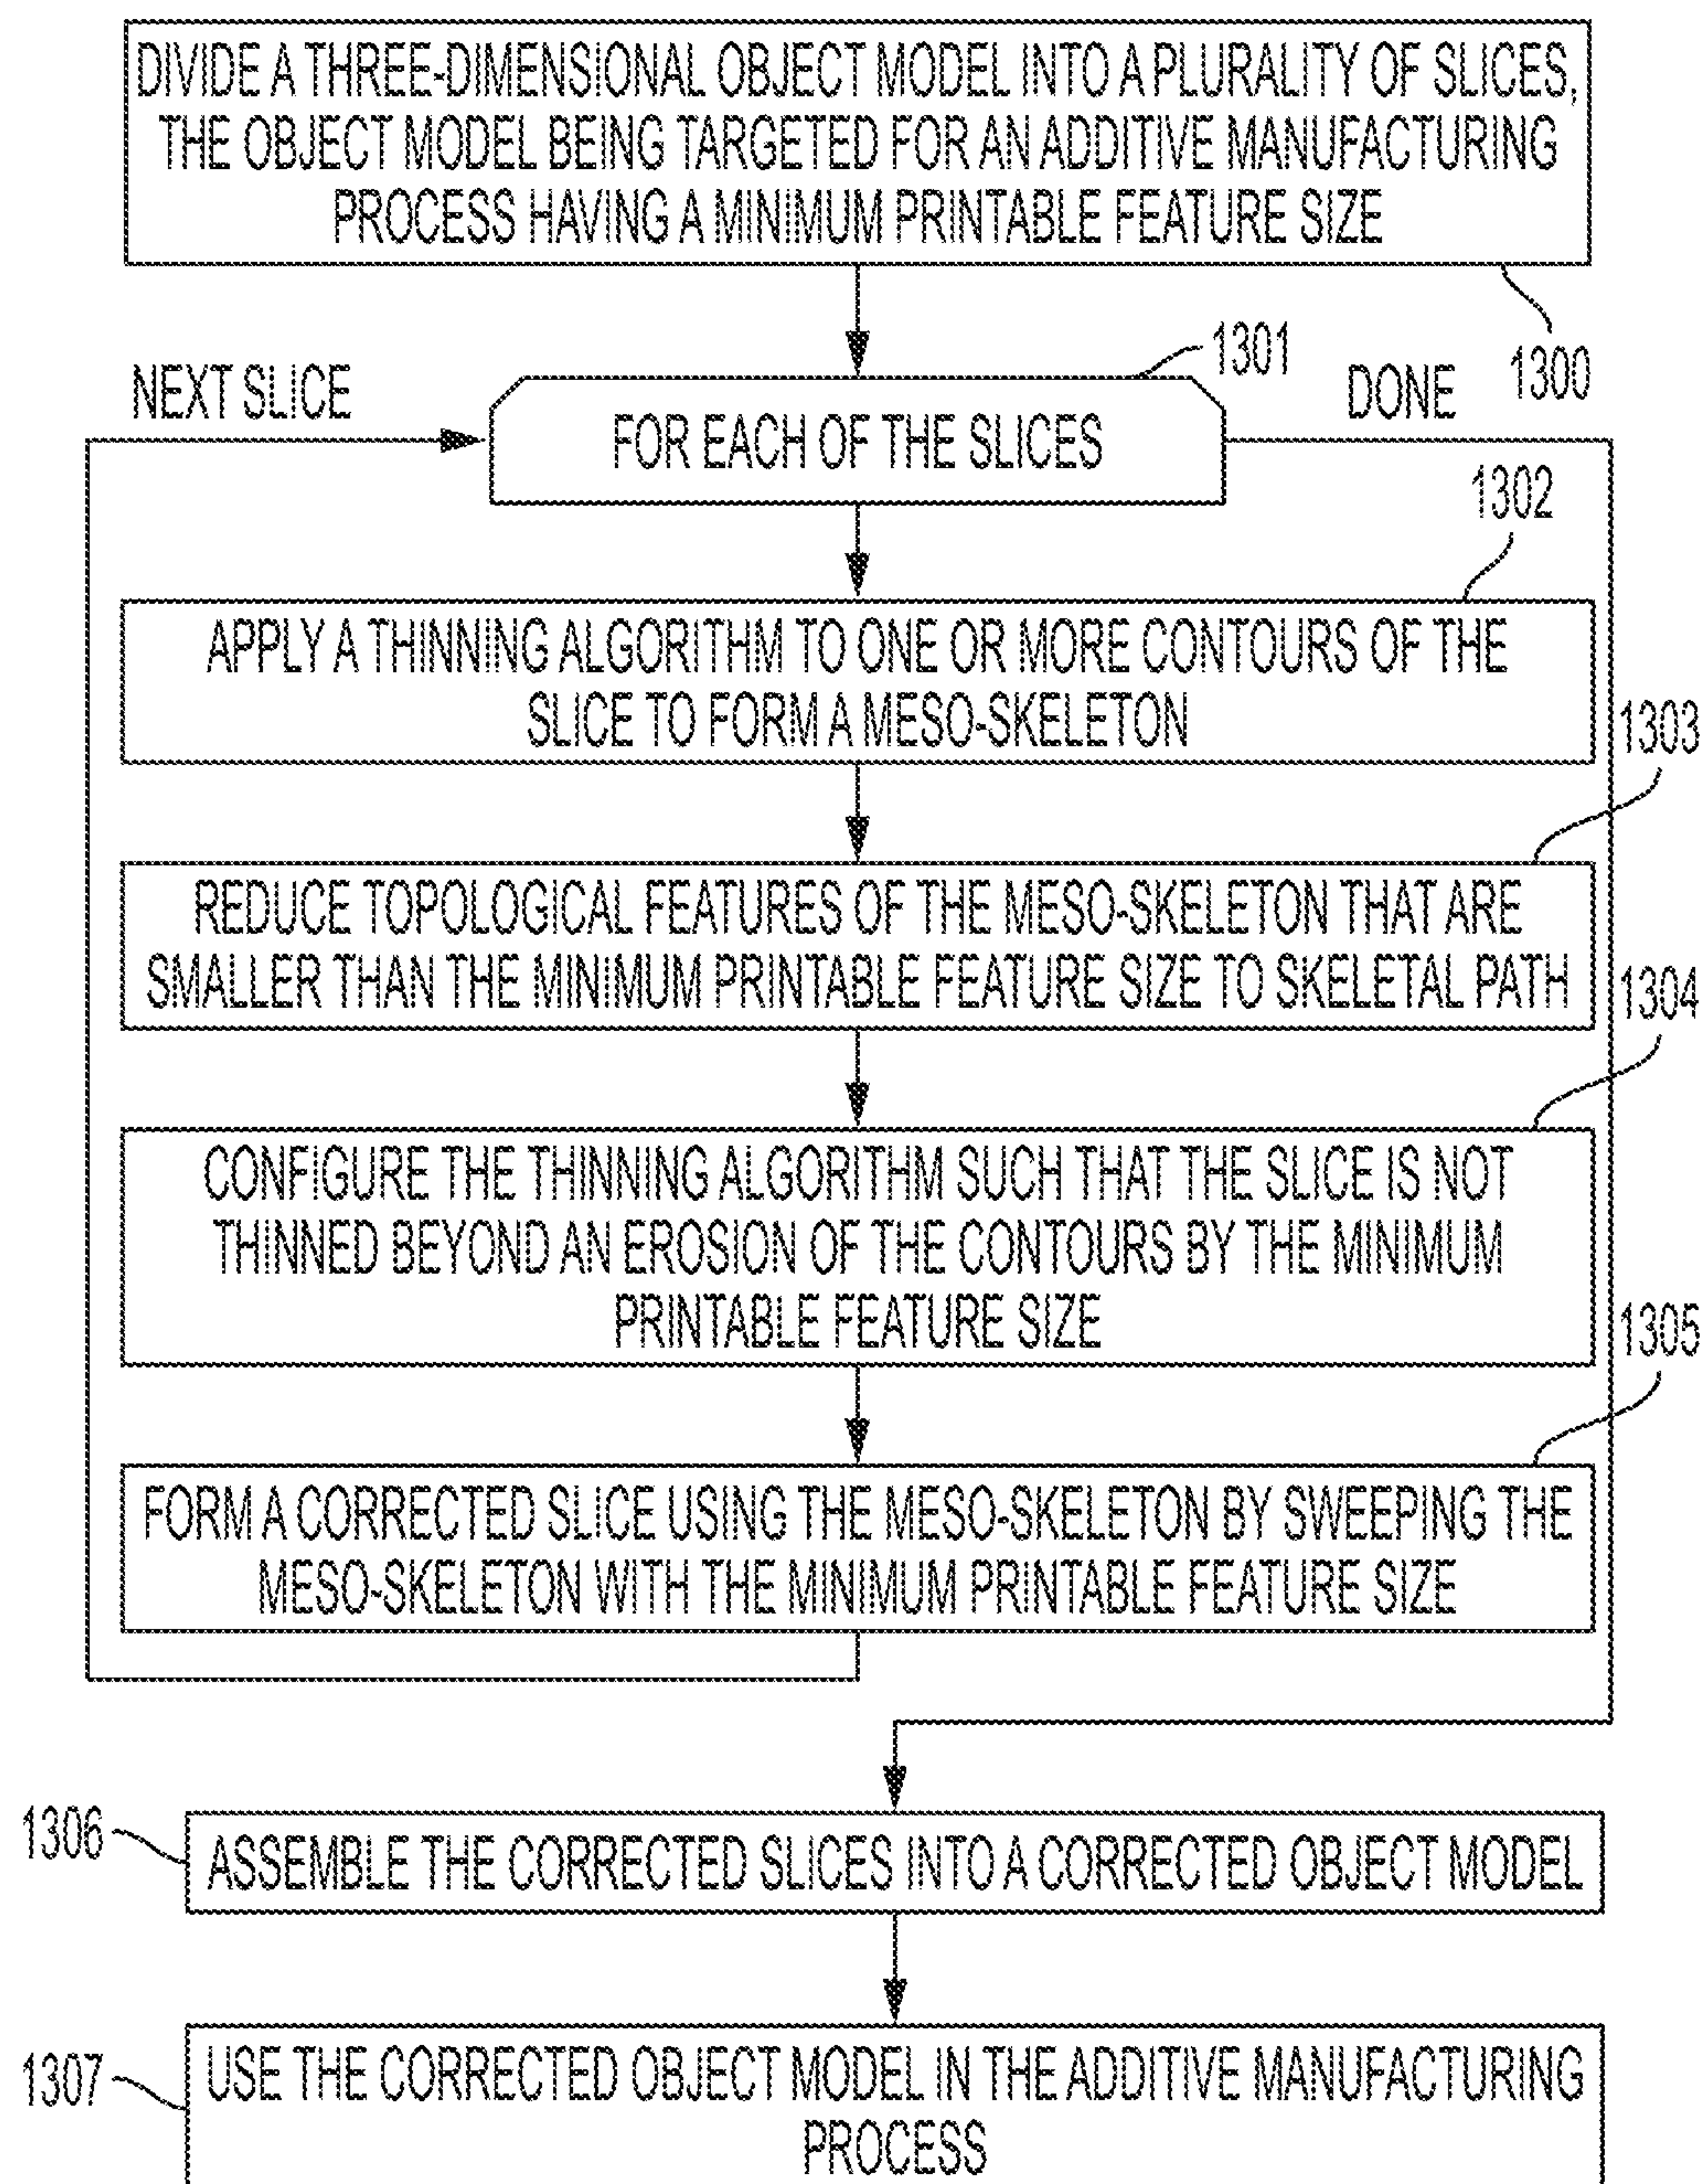 DIVIDE A THREE-DIMENSIONAL OBJECT MODEL INTO A PLURALITY OF SLICES,
THE OBJECT MODEL BEING TARGETED FOR AN ADDITIVE MANUFACTURING
PROCESS HAVING A MINIMUM PRINTABLE FEATURE SIZE
1300
1301
NEXT SLICE
FOR EACH OF THE SLICES
DONE
1302
APPLY A THINNING ALGORITHM TO ONE OR MORE CONTOURS OF THE
SLICE TO FORM A MESO-SKELETON
1303
REDUCE TOPOLOGICAL FEATURES OF THE MESO-SKELETON THAT ARE
SMALLER THAN THE MINIMUM PRINTABLE FEATURE SIZE TO SKELETAL PATH
1304
CONFIGURE THE THINNING ALGORITHM SUCH THAT THE SLICE IS NOT
THINNED BEYOND AN EROSION OF THE CONTOURS BY THE MINIMUM
PRINTABLE FEATURE SIZE
1305
FORM A CORRECTED SLICE USING THE MESO-SKELETON BY SWEEPING THE
MESO-SKELETON WITH THE MINIMUM PRINTABLE FEATURE SIZE
1306
ASSEMBLE THE CORRECTED SLICES INTO A CORRECTED OBJECT MODEL
1307
USE THE CORRECTED OBJECT MODEL IN THE ADDITIVE MANUFACTURING
PROCESS